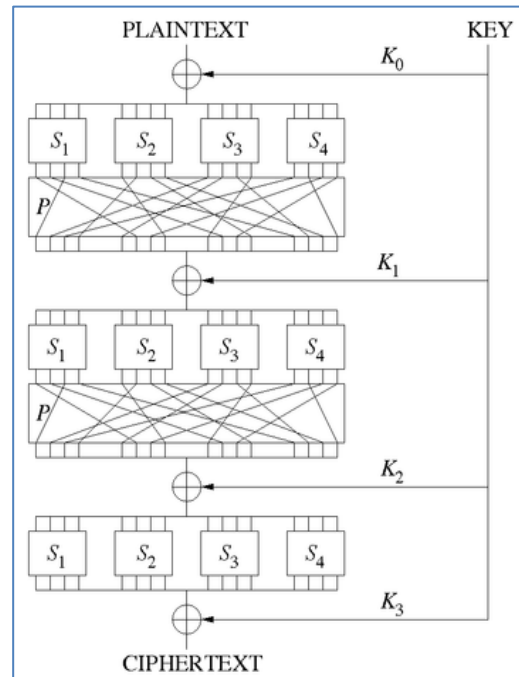 PLAINTEXT KEY
K₀
S₁ S₂ S₃ S₄
P
K₁
S₁ S₂ S₃ S₄
P
K₂
S₁ S₂ S₃ S₄
K₃
CIPHERTEXT